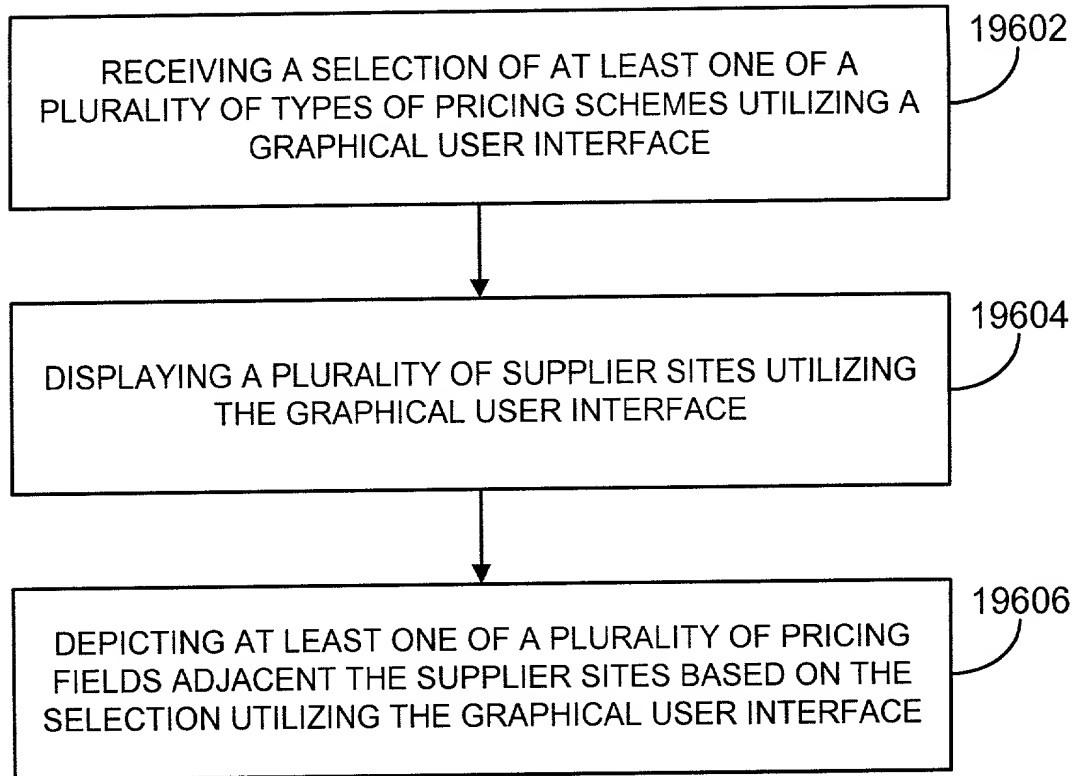 19602
RECEIVING A SELECTION OF AT LEAST ONE OF A
PLURALITY OF TYPES OF PRICING SCHEMES UTILIZING A
GRAPHICAL USER INTERFACE
19604
DISPLAYING A PLURALITY OF SUPPLIER SITES UTILIZING
THE GRAPHICAL USER INTERFACE
19606
DEPICTING AT LEAST ONE OF A PLURALITY OF PRICING
FIELDS ADJACENT THE SUPPLIER SITES BASED ON THE
SELECTION UTILIZING THE GRAPHICAL USER INTERFACE